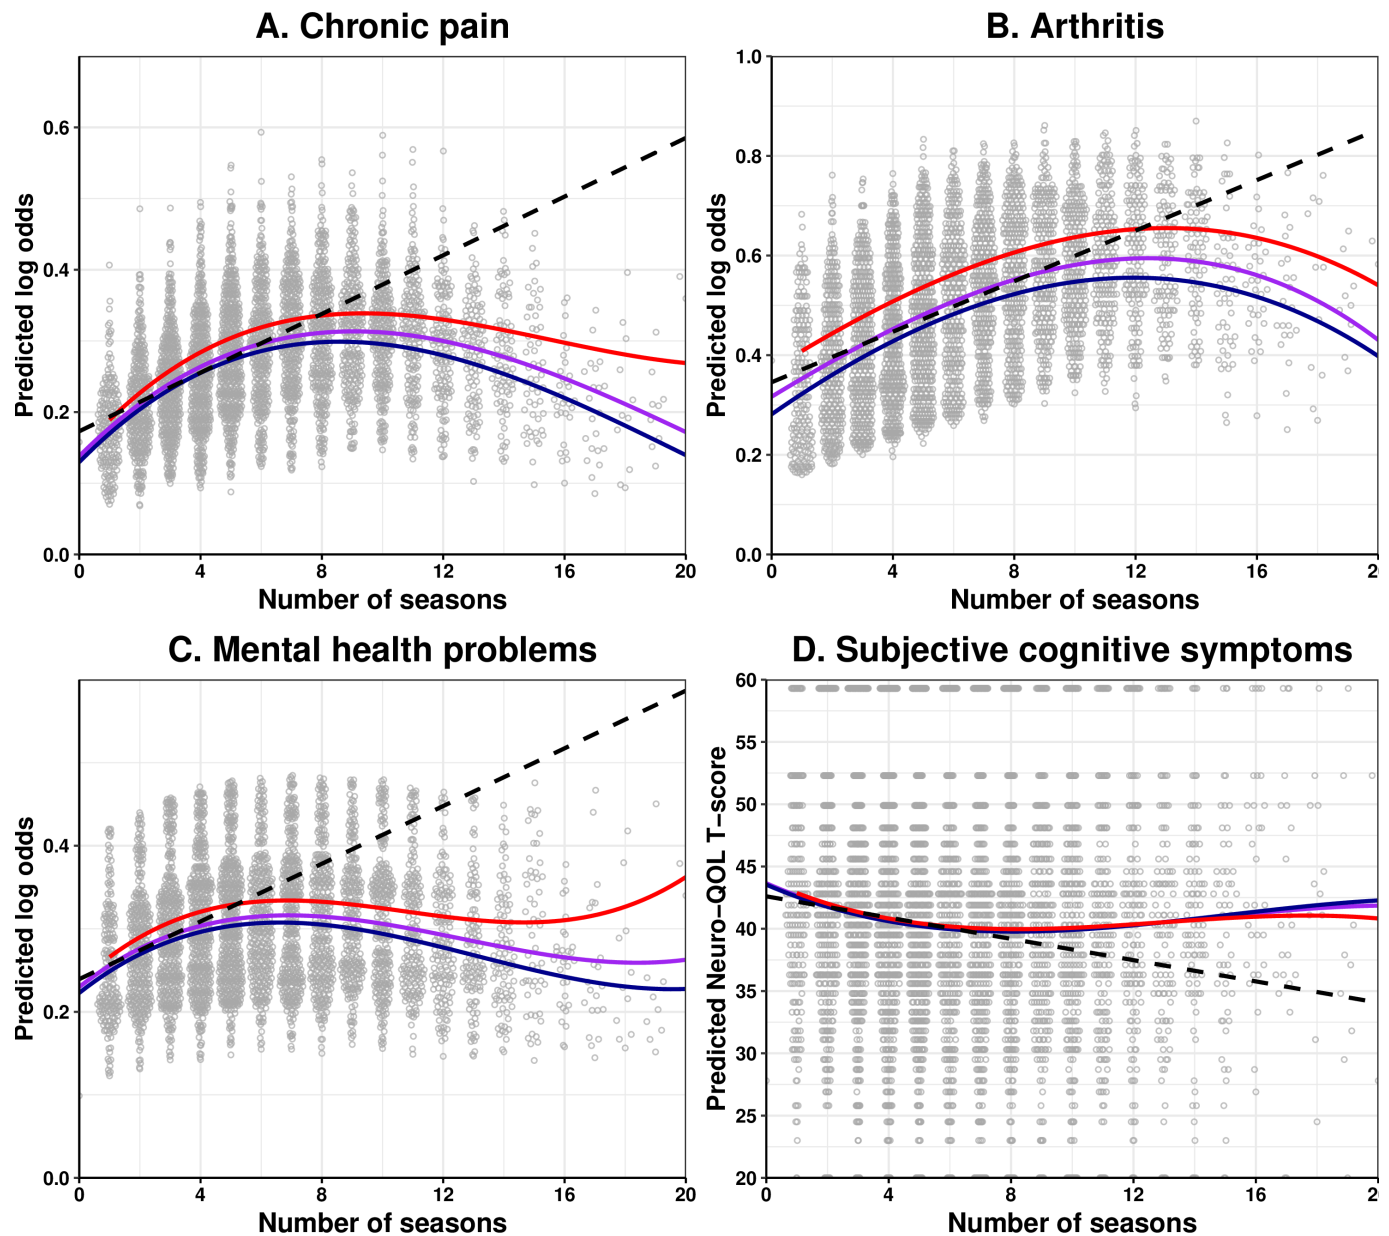 A. Chronic pain
Predicted log odds
0.6
0.4
0.2
0.0
0 4 8 12 16 20
Number of seasons
B. Arthritis
Predicted log odds
1.0
0.8
0.6
0.4
0.2
0.0
0 4 8 12 16 2
Number of seasons
C. Mental health problems
Predicted log odds
0.4
0.2
0.0
0 4 8 12 16 20
Number of seasons
D. Subjective cognitive symptoms
Predicted Neuro−QOL T−score
60
55
50
45
40
35
30
25
20
0 4 8 12 16 2
Number of seasons